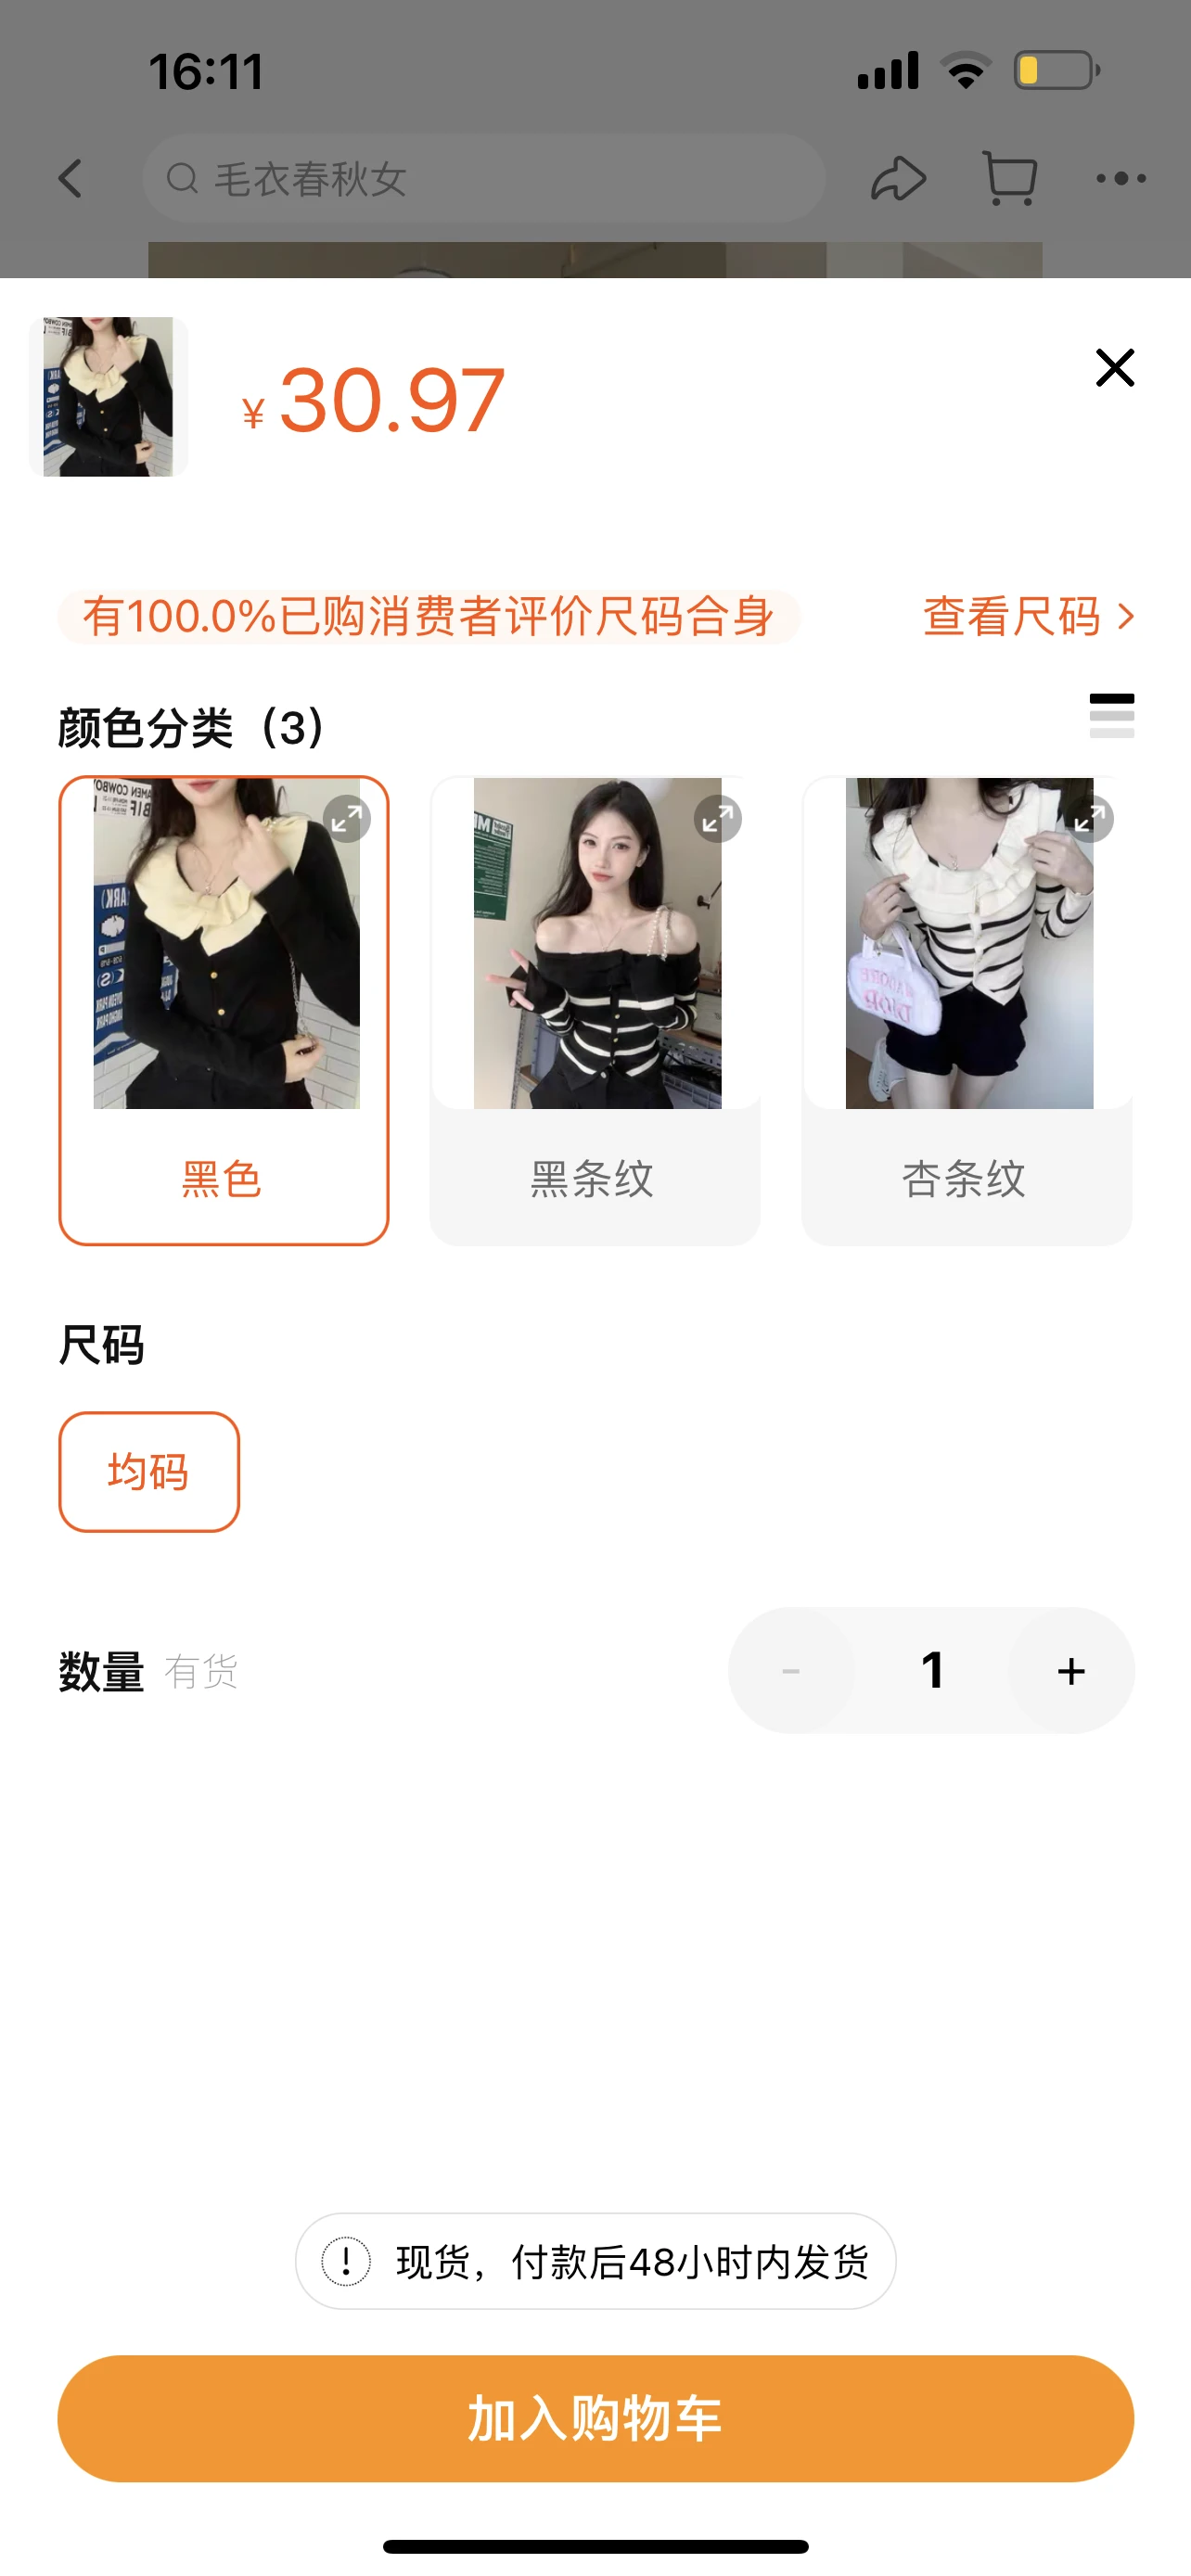 16:11
毛衣春秋女
¥ 30.97
有100.0%已购消费者评价尺码合身
查看尺码
颜色分类（3）
黑色
黑条纹
杏条纹
尺码
均码
数量 有货
- 1 +
现货，付款后48小时内发货
加入购物车